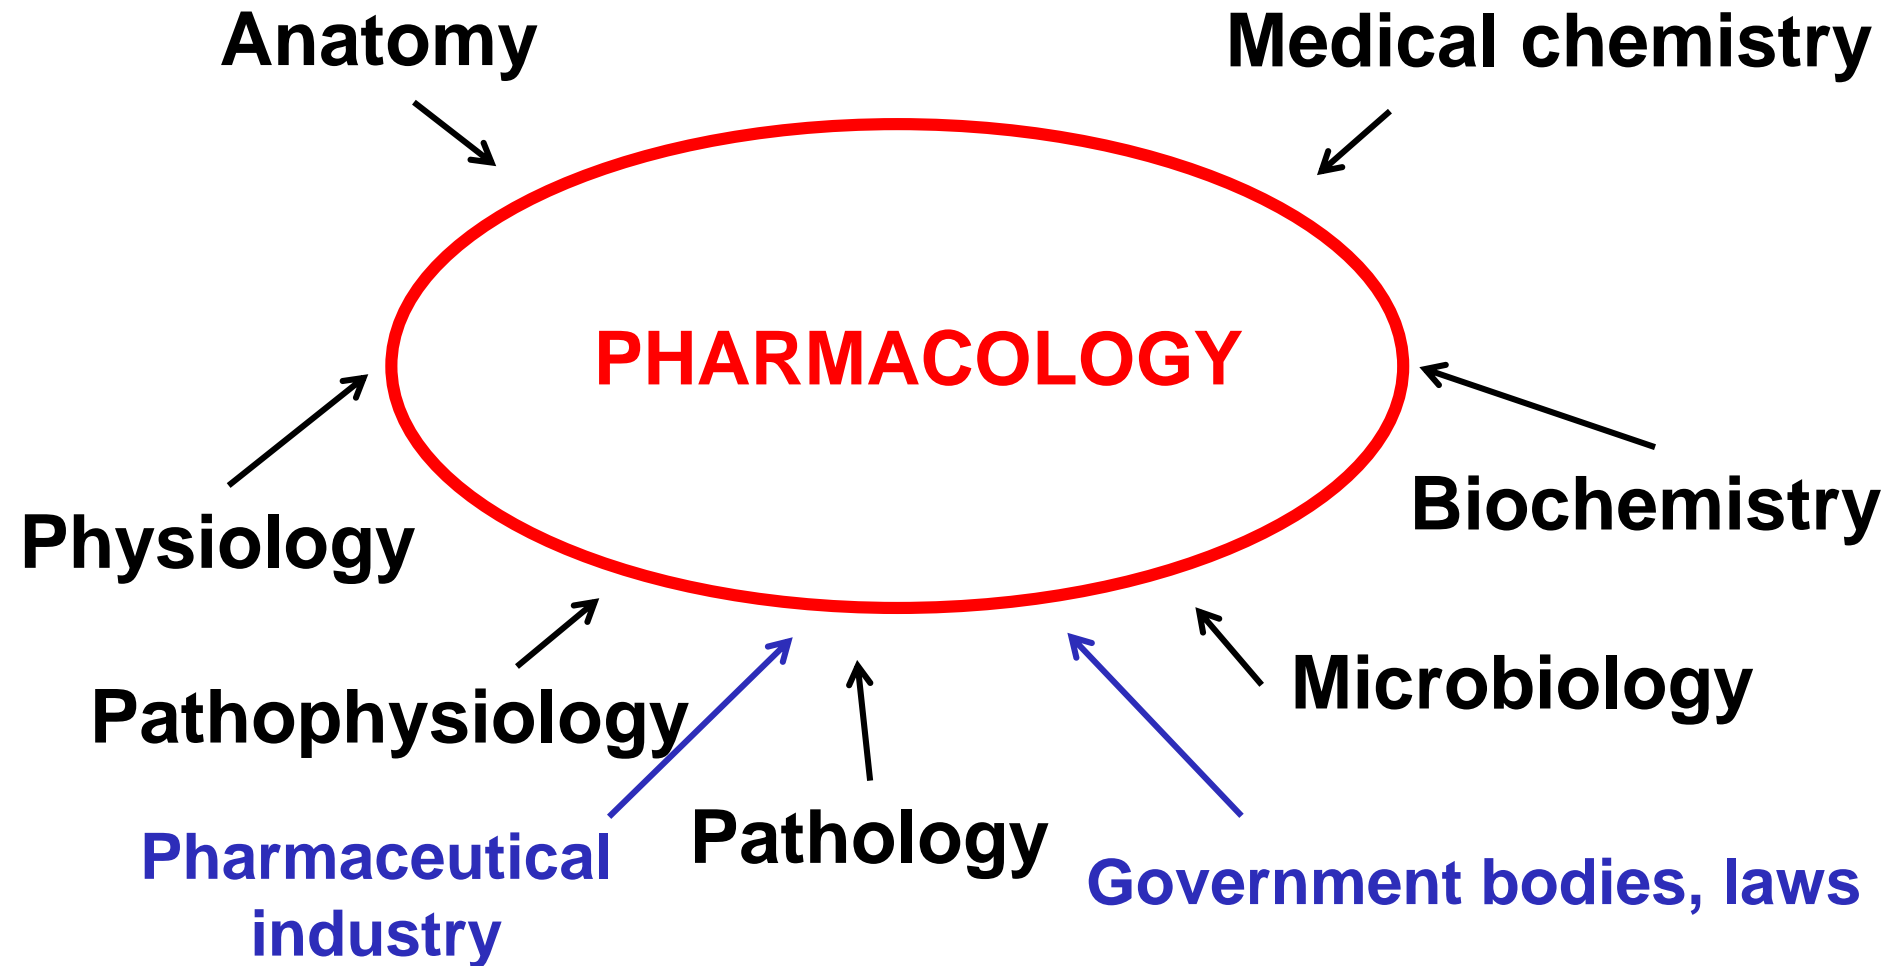 Anatomy
Medical chemistry
PHARMACOLOGY
Physiology
Biochemistry
Pathophysiology
Microbiology
Pharmaceutical
industry
Pathology
Government bodies, laws